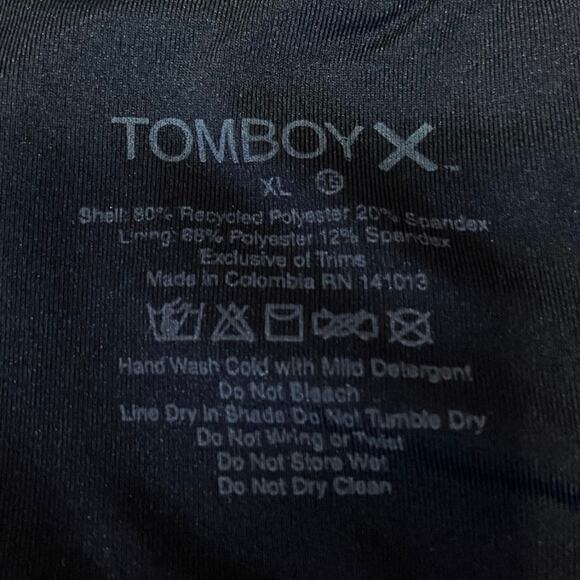 TOMBOY X™
XL
Shell: 80% Recycled Polyester 20% Spandex
Lining: 88% Polyester 12% Spandex
Exclusive of Trims
Made in Colombia RN 141013
Hand Wash Cold with Mild Detergent
Do Not Bleach
Line Dry In Shade Do Not Tumble Dry
Do Not Wring or Twist
Do Not Store Wet
Do Not Dry Clean